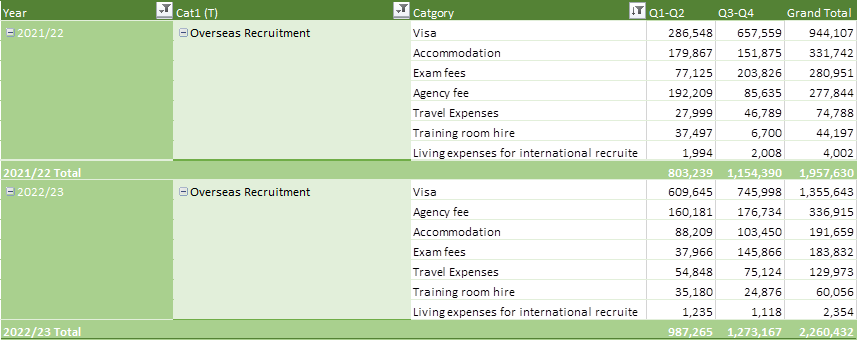 Year Cat1 (T) Catgory Q1-Q2 Q3-Q4 Grand Total
2021/22 Overseas Recruitment Visa 286,548 657,559 944,107
Accommodation 179,867 151,875 331,742
Exam fees 77,125 203,826 280,951
Agency fee 192,209 85,635 277,844
Travel Expenses 27,999 46,789 74,788
Training room hire 37,497 6,700 44,197
Living expenses for international recruite 1,994 2,008 4,002
2021/22 Total 803,239 1,154,390 1,957,630
2022/23 Overseas Recruitment Visa 609,645 745,998 1,355,643
Agency fee 160,181 176,734 336,915
Accommodation 88,209 103,450 191,659
Exam fees 37,966 145,866 183,832
Travel Expenses 54,848 75,124 129,973
Training room hire 35,180 24,876 60,056
Living expenses for international recruite 1,235 1,118 2,354
2022/23 Total 987,265 1,273,167 2,260,432